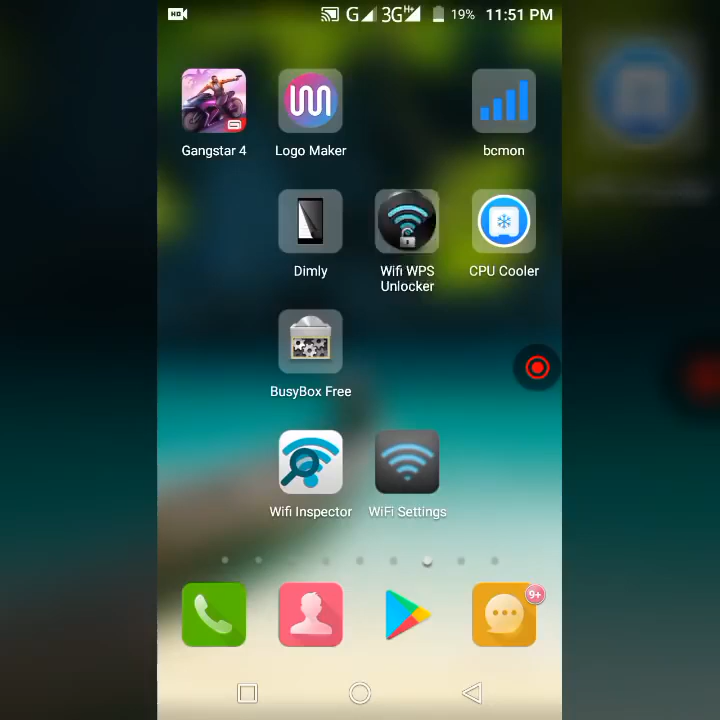 HD
G
3G
H+
19%
11:51 PM
Gangstar 4
Logo Maker
bcmon
Dimly
Wifi WPS
Unlocker
CPU Cooler
BusyBox Free
Wifi Inspector
WiFi Settings
9+